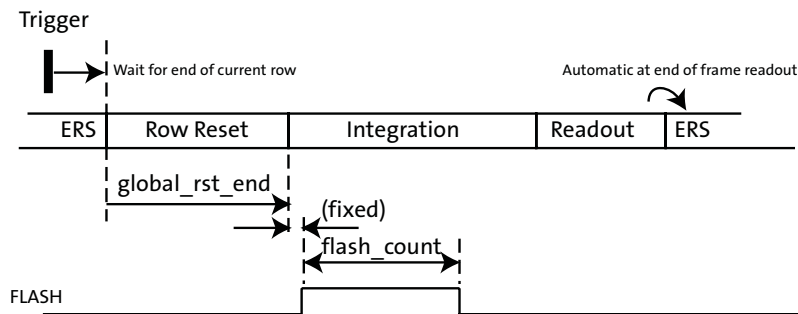 Trigger
Wait for end of current row
Automatic at end of frame readout
ERS Row Reset Integration Readout ERS
global_rst_end
(fixed)
flash_count
FLASH